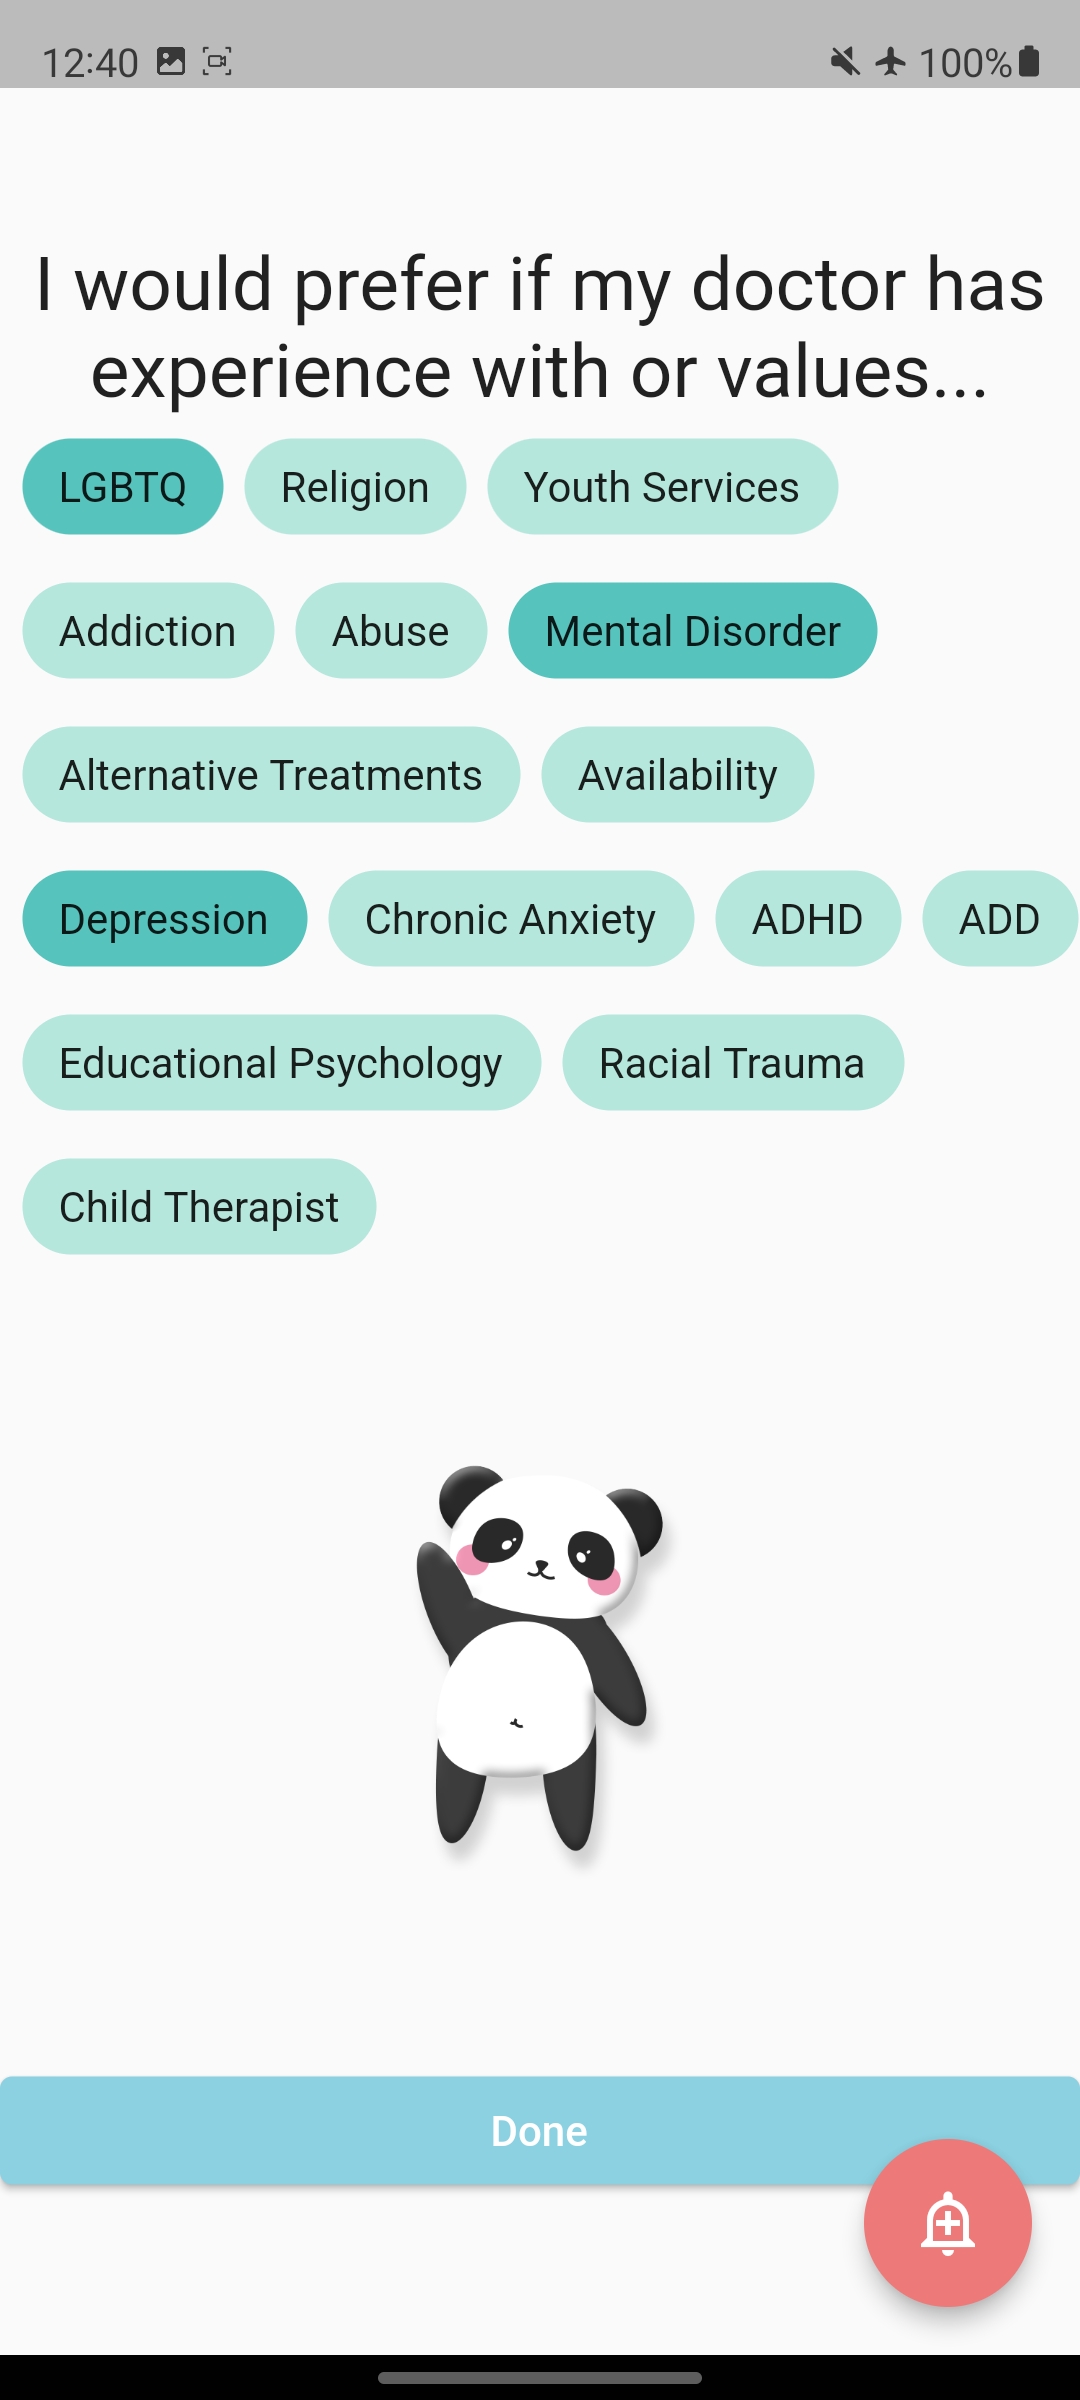 12:40 100%
I would prefer if my doctor has
experience with or values...
LGBTQ Religion Youth Services
Addiction Abuse Mental Disorder
Alternative Treatments Availability
Depression Chronic Anxiety ADHD ADD
Educational Psychology Racial Trauma
Child Therapist
Done